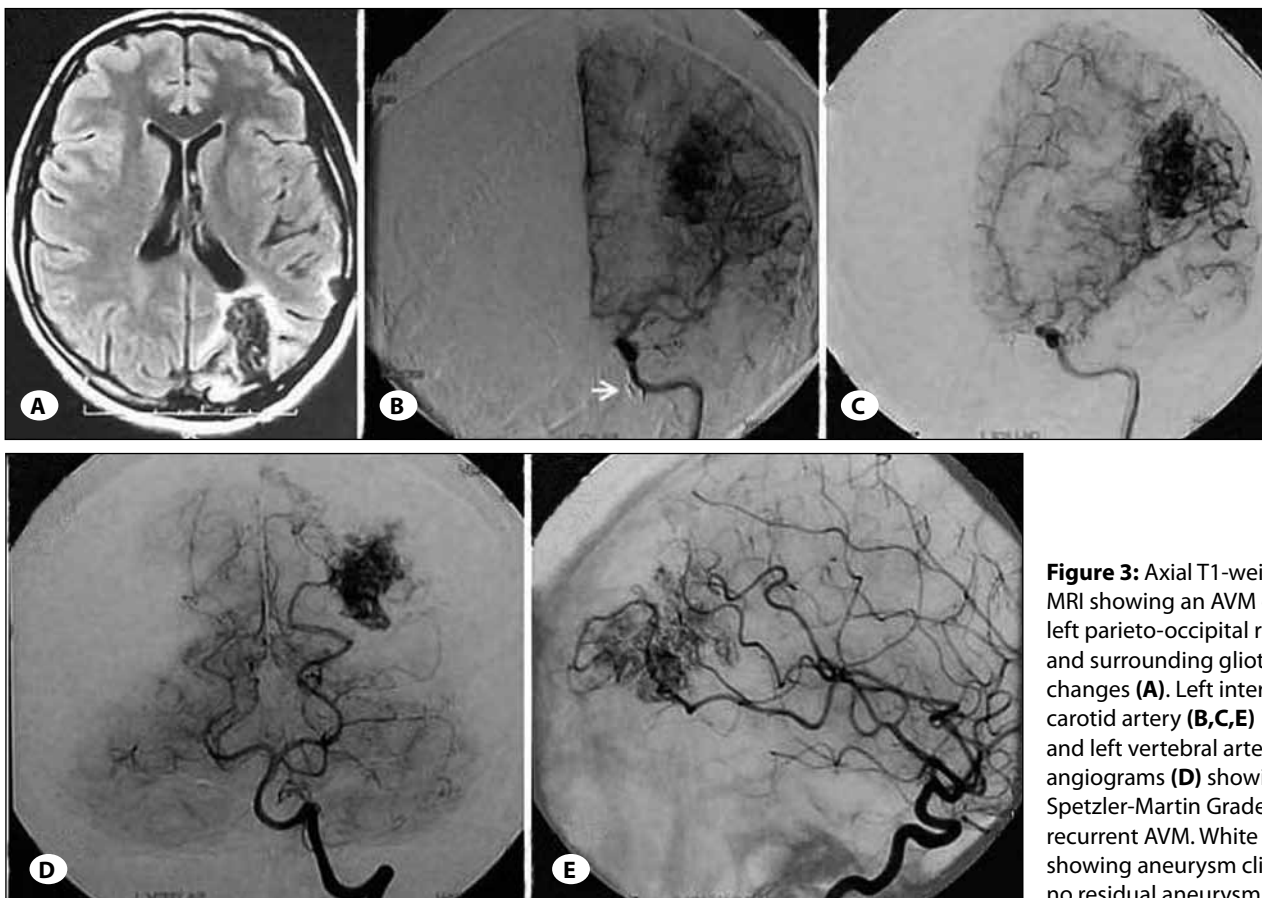 A
B
C
D
E
Figure 3: Axial T1-wei
MRI showing an AVM
left parieto-occipital r
and surrounding gliot
changes (A). Left inter
carotid artery (B,C,E)
and left vertebral arte
angiograms (D) showi
Spetzler-Martin Grade
recurrent AVM. White
showing aneurysm cli
no residual aneurysm